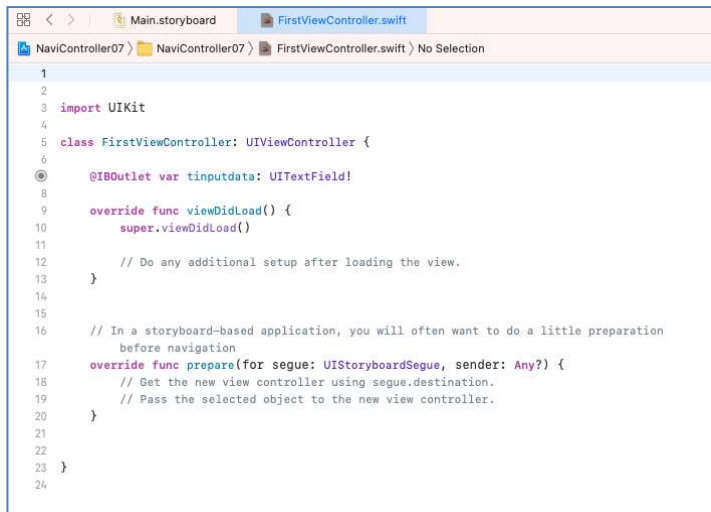 Main.storyboard FirstViewController.swift
NaviController07 NaviController07 FirstViewController.swift No Selection
1
2
3 import UIKit
4
5 class FirstViewController: UIViewController {
6
@IBOutlet var tinputdata: UITextField!
8
9 override func viewDidLoad() {
10 super.viewDidLoad()
11
12 // Do any additional setup after loading the view.
13 }
14
15
16 // In a storyboard-based application, you will often want to do a little preparation
before navigation
17 override func prepare(for segue: UIStoryboardSegue, sender: Any?) {
18 // Get the new view controller using segue.destination.
19 // Pass the selected object to the new view controller.
20 }
21
22
23 }
24